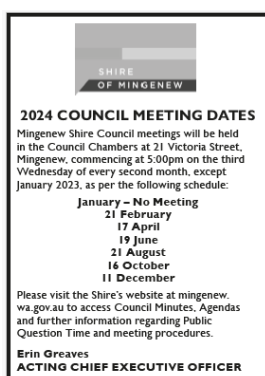 SHIRE
OF MINGENEW
2024 COUNCIL MEETING DATES
Mingenew Shire Council meetings will be held
in the Council Chambers at 21 Victoria Street,
Mingenew, commencing at 5:00pm on the third
Wednesday of every second month, except
January 2023, as per the following schedule:
January – No Meeting
21 February
17 April
19 June
21 August
16 October
11 December
Please visit the Shire's website at mingenew.
wa.gov.au to access Council Minutes, Agendas
and further information regarding Public
Question Time and meeting procedures.
Erin Greaves
ACTING CHIEF EXECUTIVE OFFICER